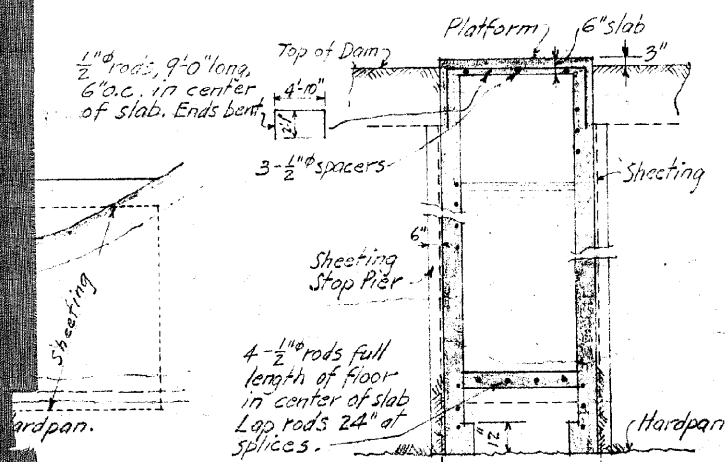 Platform
6" slab
3"
Top of Dam
1/2"ϕ rods, 9'-0" long,
6" o.c. in center
of slab. Ends bent
4'-10"
2'-1"
3-1/2"ϕ spacers
Sheeting
6"
Sheeting
Stop Pier
Sheeting
4-1/2"ϕ rods full
length of floor
in center of slab
Lap rods 24" at
splices.
12"
Hardpan
ardpan.